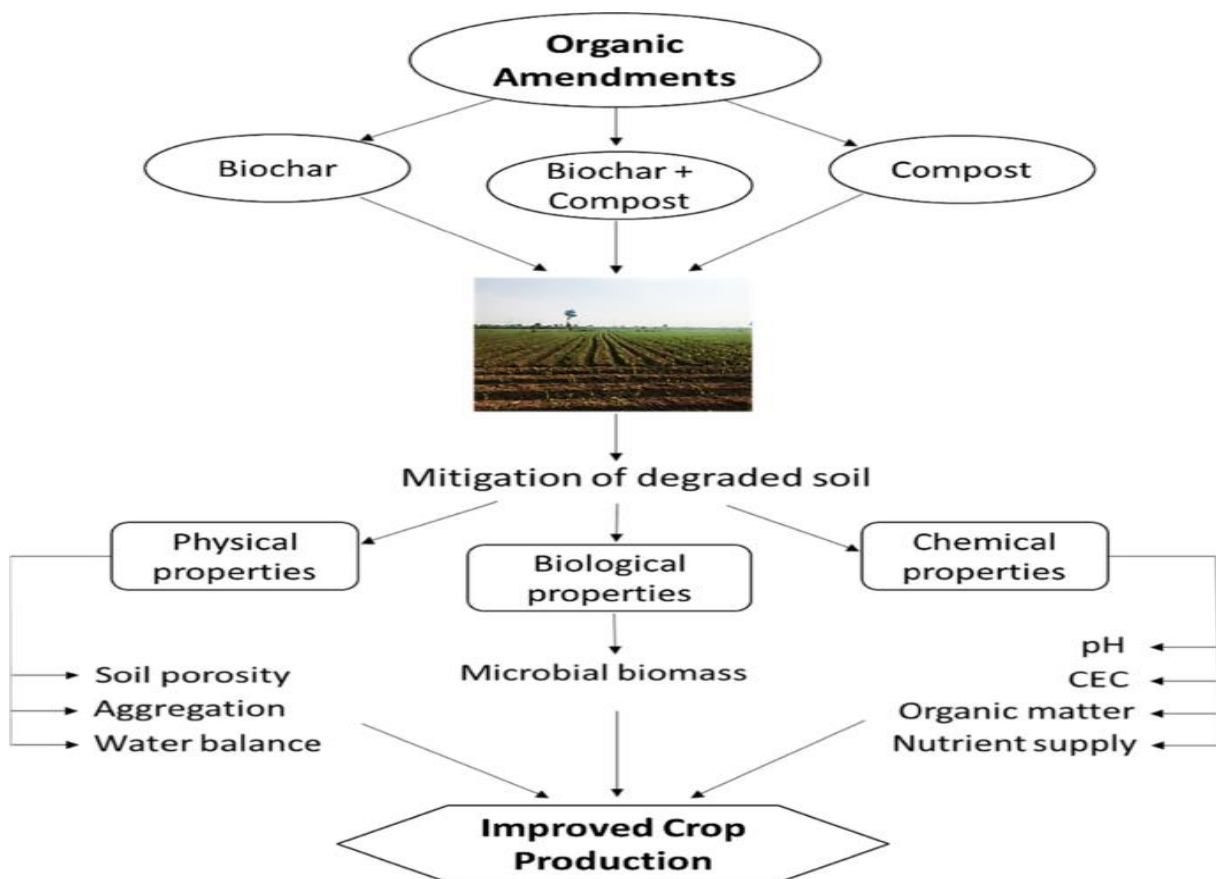 Organic
Amendments
Biochar
Biochar +
Compost
Compost
Mitigation of degraded soil
Physical
properties
Biological
properties
Chemical
properties
Soil porosity
Aggregation
Water balance
Microbial biomass
pH
CEC
Organic matter
Nutrient supply
Improved Crop
Production